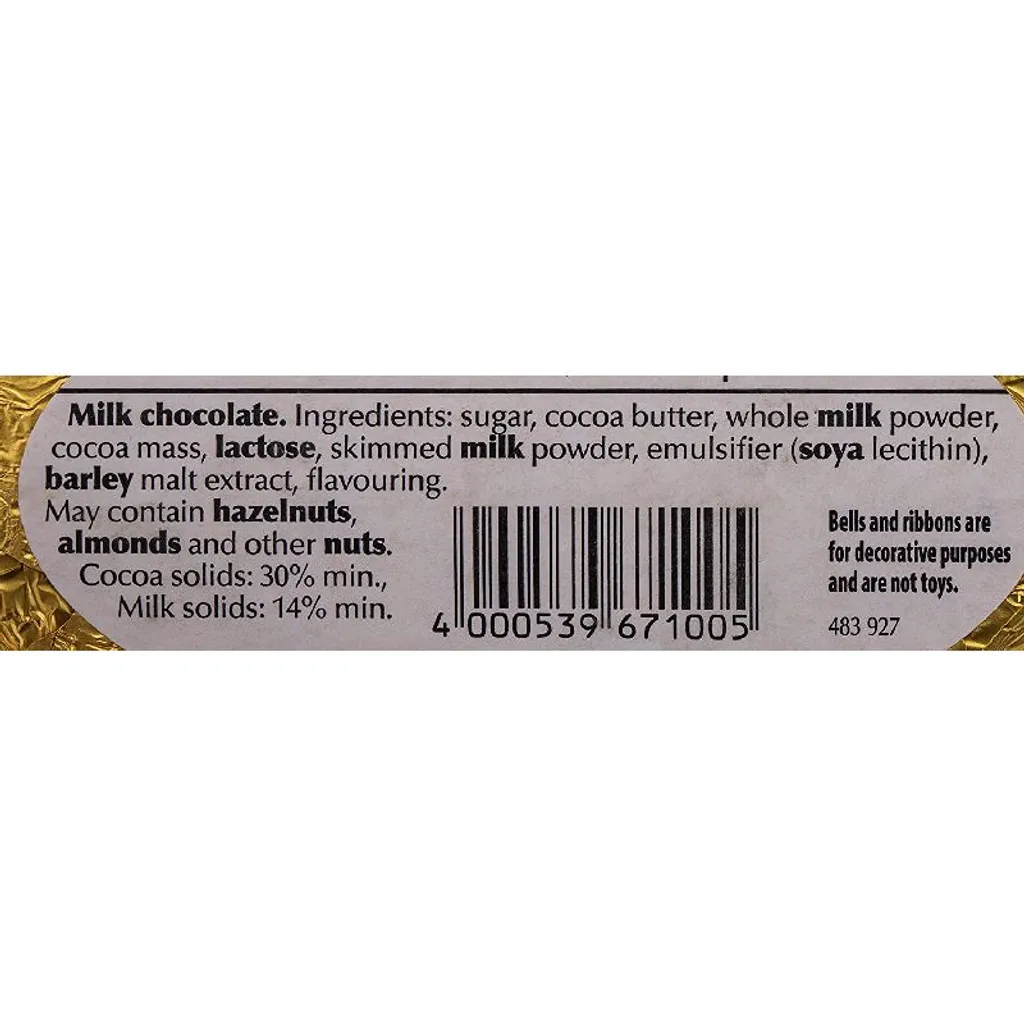 Milk chocolate. Ingredients: sugar, cocoa butter, whole milk powder,
cocoa mass, lactose, skimmed milk powder, emulsifier (soya lecithin),
barley malt extract, flavouring.
May contain hazelnuts,
almonds and other nuts.
Cocoa solids: 30% min.,
Milk solids: 14% min.
4 000539 671005
Bells and ribbons are
for decorative purposes
and are not toys.
483 927